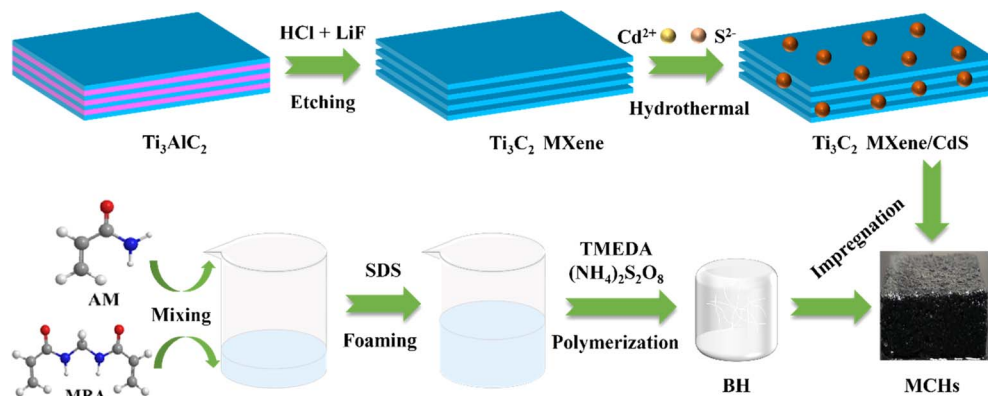 HCl + LiF
Etching
Cd²⁺ S²⁻
Hydrothermal
Ti₃AlC₂
Ti₃C₂ MXene
Ti₃C₂ MXene/CdS
AM
Mixing
MBA
SDS
Foaming
TMEDA
(NH₄)₂S₂O₈
Polymerization
BH
Impregnation
MCHs